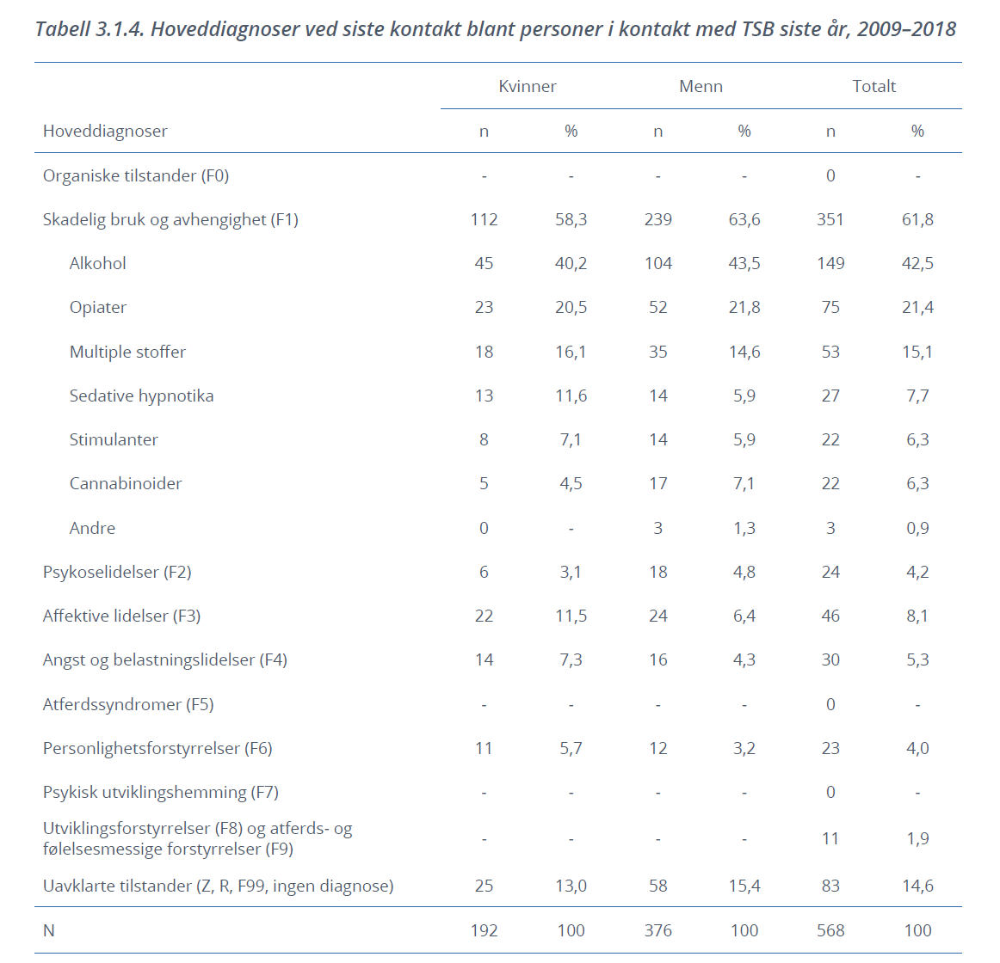 Tabell 3.1.4. Hoveddiagnoser ved siste kontakt blant personer i kontakt med TSB siste år, 2009–2018
Kvinner Menn Totalt
Hoveddiagnoser n % n % n %
Organiske tilstander (F0) - - - - 0 -
Skadelig bruk og avhengighet (F1) 112 58,3 239 63,6 351 61,8
Alkohol 45 40,2 104 43,5 149 42,5
Opiater 23 20,5 52 21,8 75 21,4
Multiple stoffer 18 16,1 35 14,6 53 15,1
Sedative hypnotika 13 11,6 14 5,9 27 7,7
Stimulanter 8 7,1 14 5,9 22 6,3
Cannabinoider 5 4,5 17 7,1 22 6,3
Andre 0 - 3 1,3 3 0,9
Psykoselidelser (F2) 6 3,1 18 4,8 24 4,2
Affektive lidelser (F3) 22 11,5 24 6,4 46 8,1
Angst og belastningslidelser (F4) 14 7,3 16 4,3 30 5,3
Atferdssyndromer (F5) - - - - 0 -
Personlighetsforstyrrelser (F6) 11 5,7 12 3,2 23 4,0
Psykisk utviklingshemming (F7) - - - - 0 -
Utviklingsforstyrrelser (F8) og atferds- og
følelsesmessige forstyrrelser (F9) - - - - 11 1,9
Uavklarte tilstander (Z, R, F99, ingen diagnose) 25 13,0 58 15,4 83 14,6
N 192 100 376 100 568 100